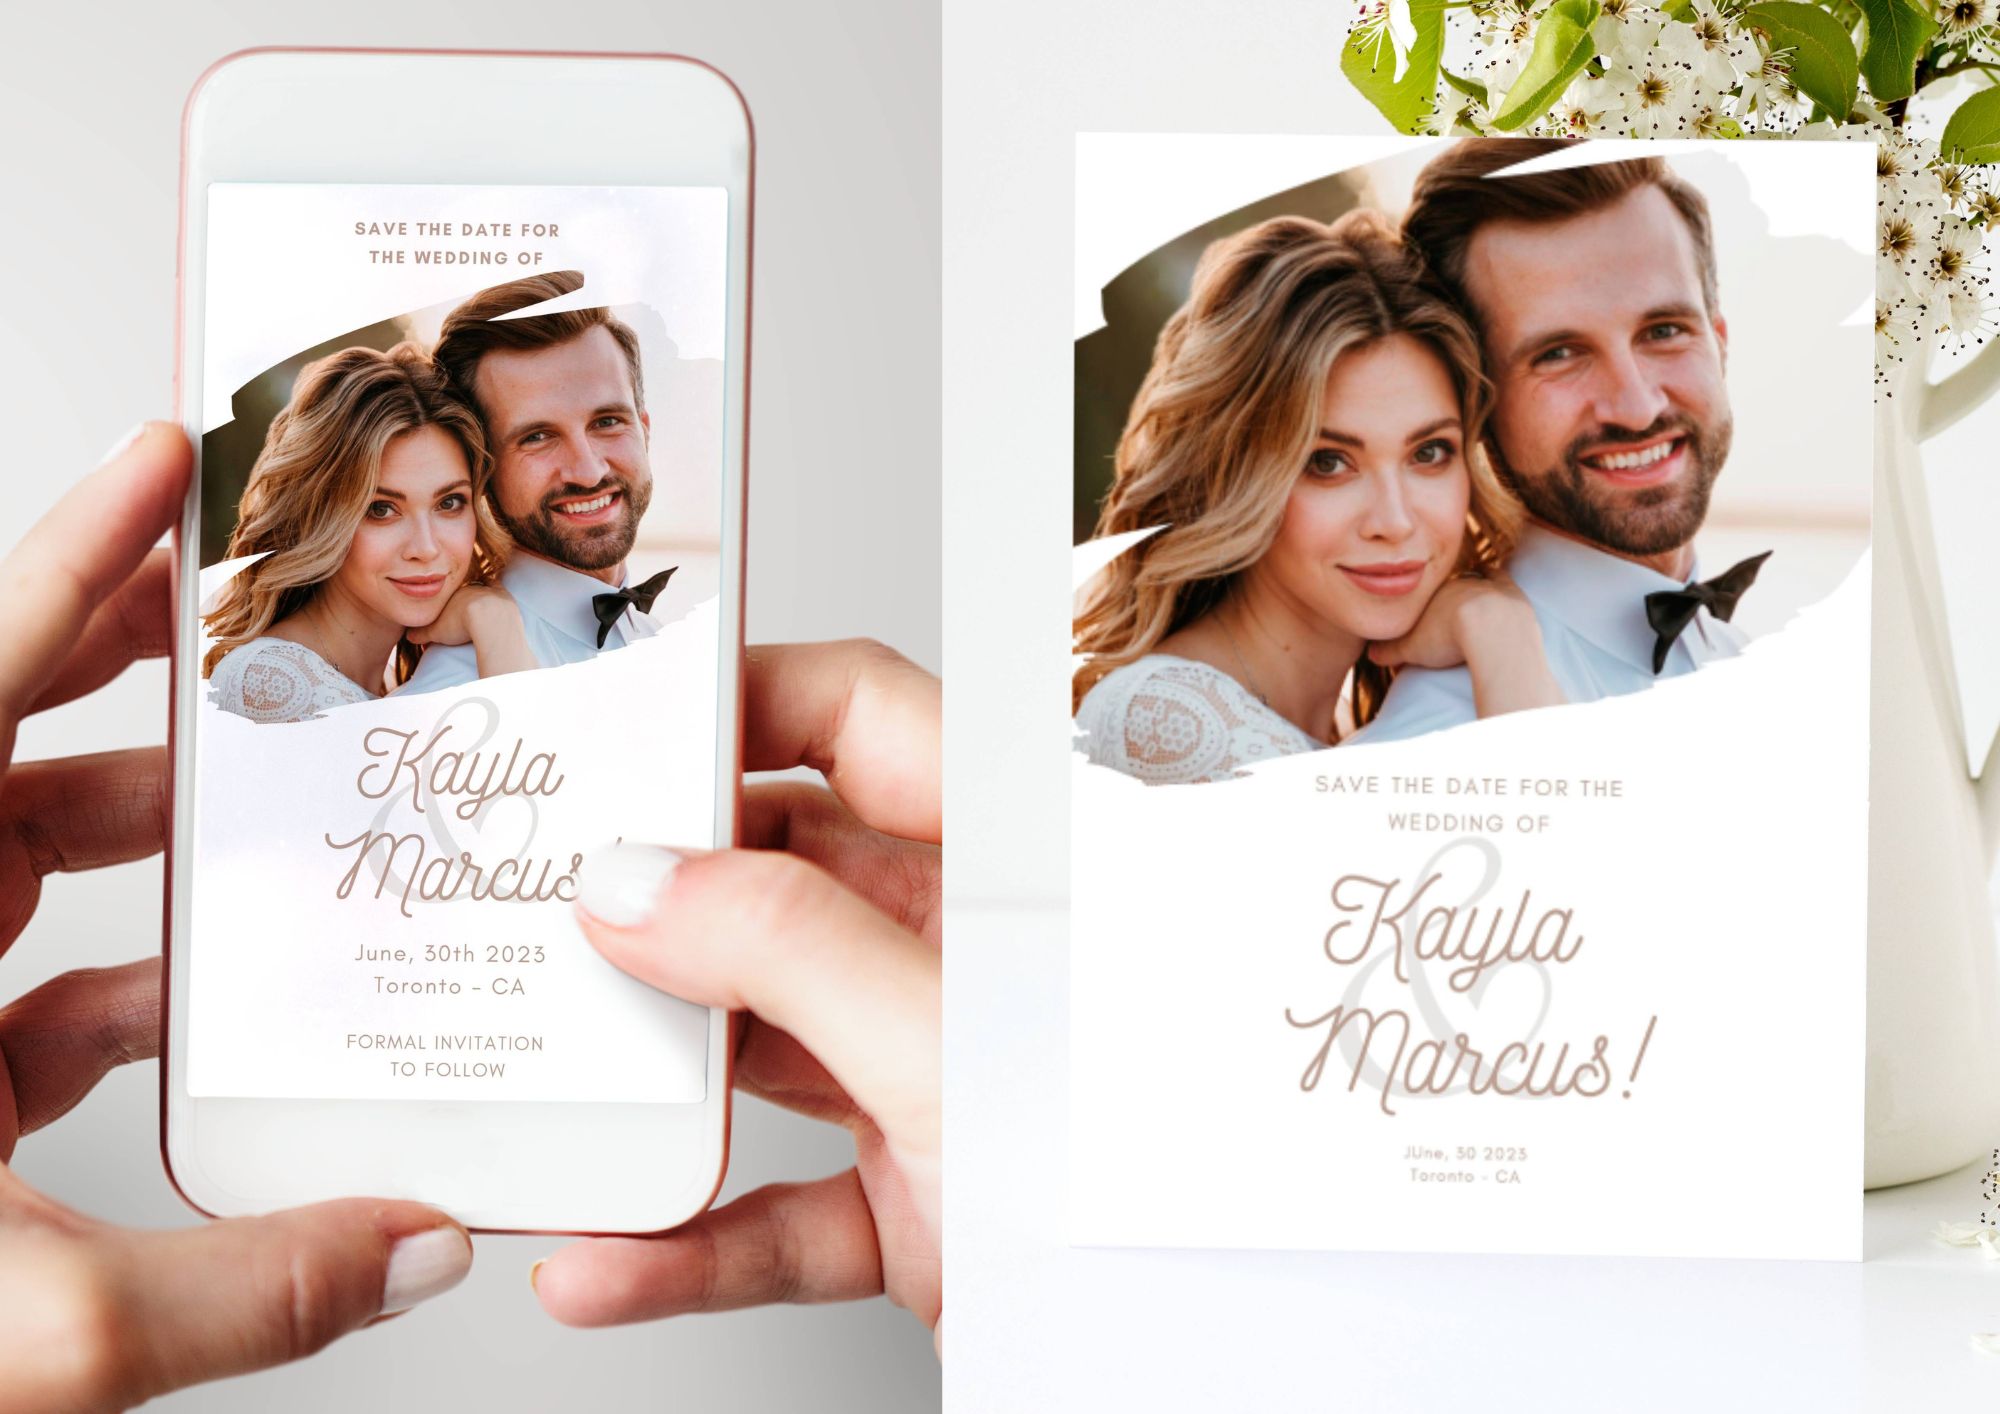 SAVE THE DATE FOR
THE WEDDING OF
Kayla
&
Marcus!
June, 30th 2023
Toronto - CA
FORMAL INVITATION
TO FOLLOW
SAVE THE DATE FOR THE
WEDDING OF
Kayla
&
Marcus!
JUne, 30 2023
Toronto - CA